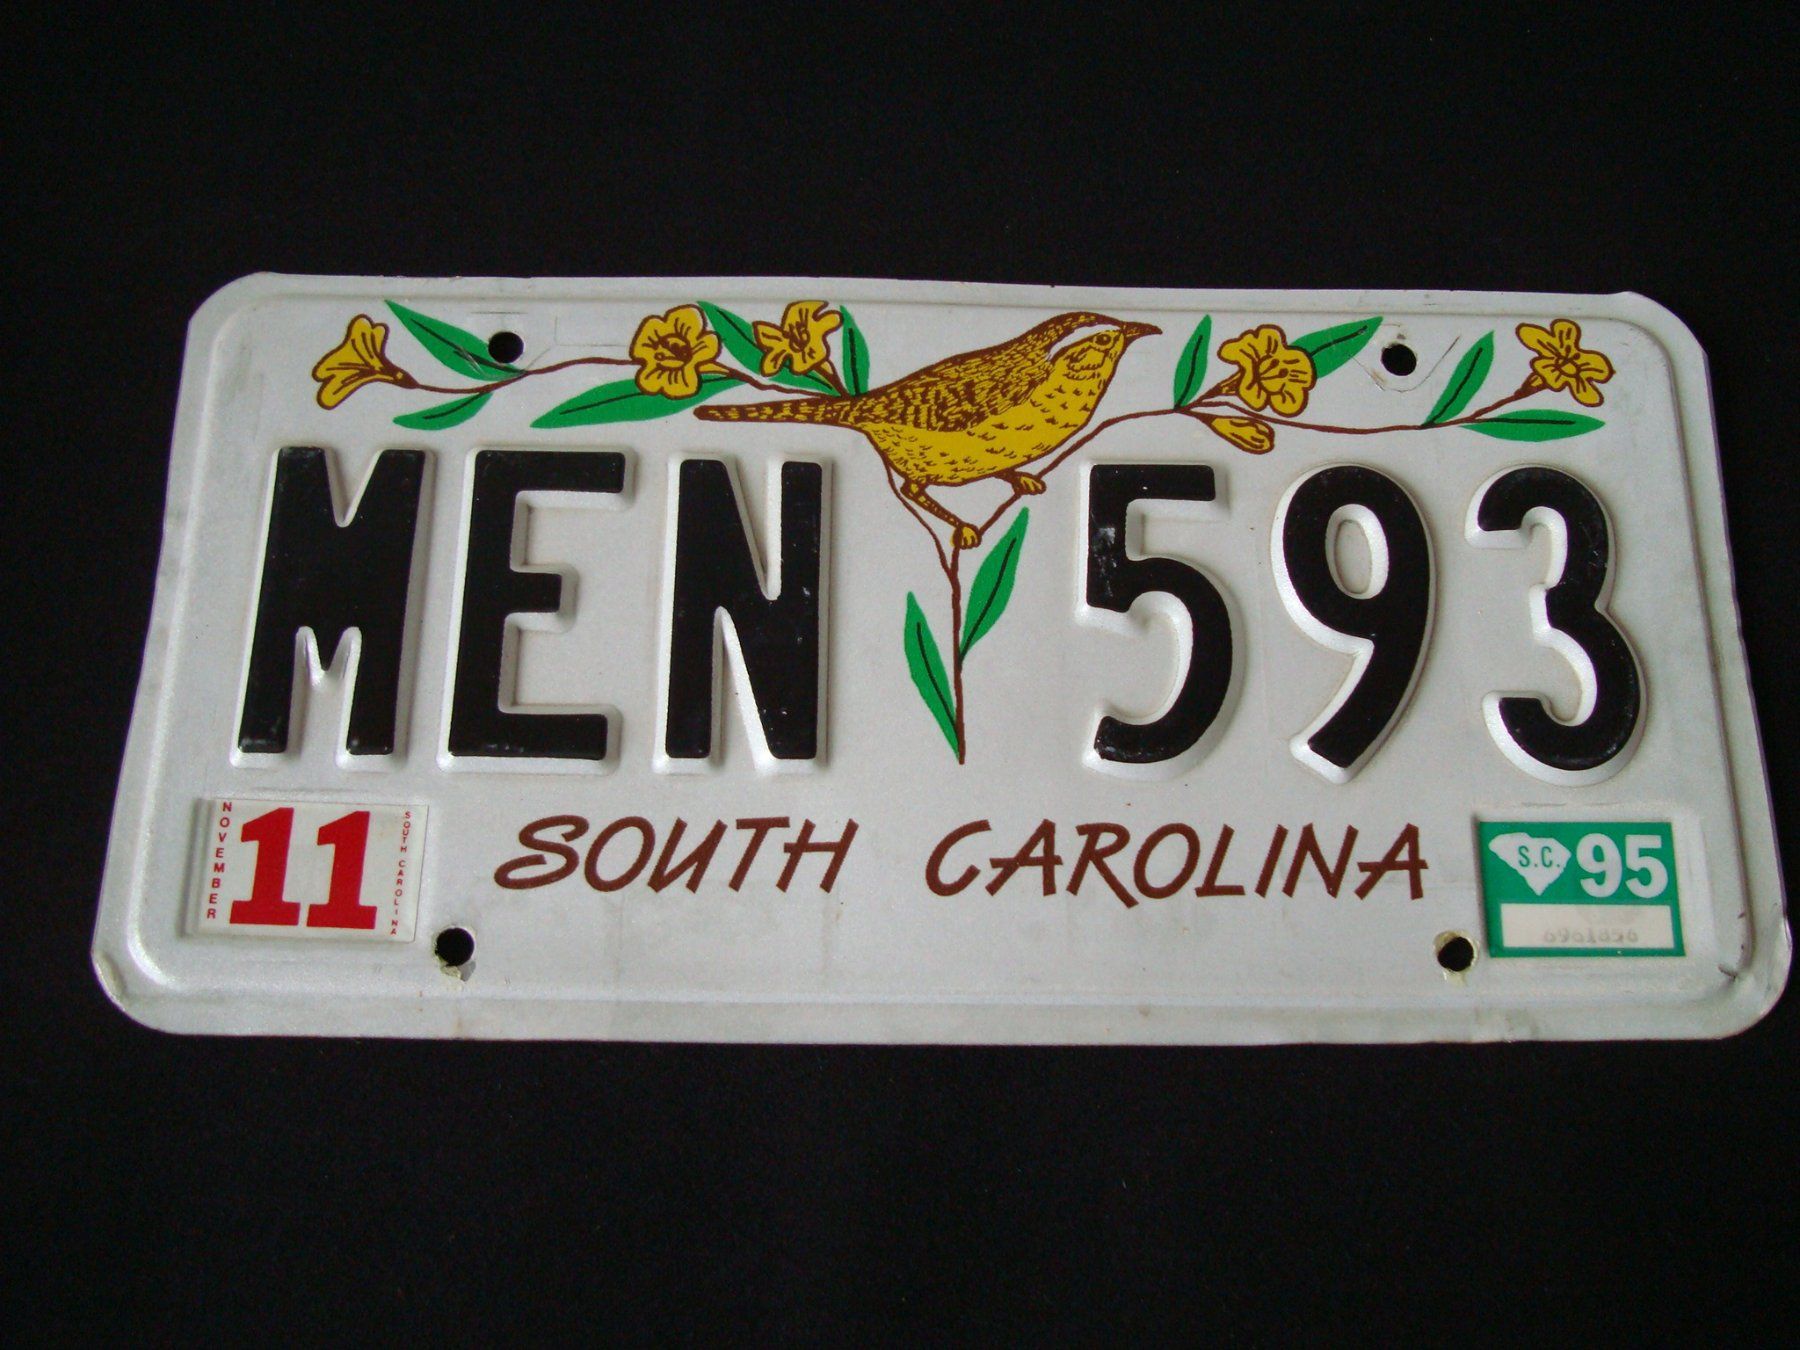 MEN 593
NOVEMBER
11
SOUTH CAROLINA
SOUTH CAROLINA
S.C. 95